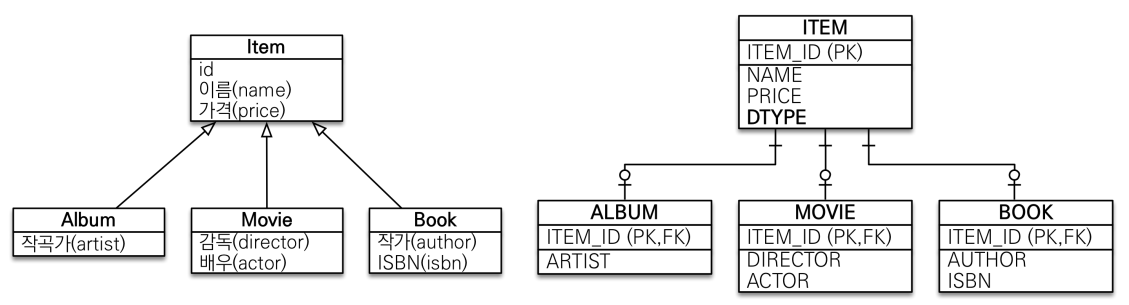 Item
id
이름(name)
가격(price)
Album
작곡가(artist)
Movie
감독(director)
배우(actor)
Book
작가(author)
ISBN(isbn)
ITEM
ITEM_ID (PK)
NAME
PRICE
DTYPE
ALBUM
ITEM_ID (PK,FK)
ARTIST
MOVIE
ITEM_ID (PK,FK)
DIRECTOR
ACTOR
BOOK
ITEM_ID (PK,FK)
AUTHOR
ISBN